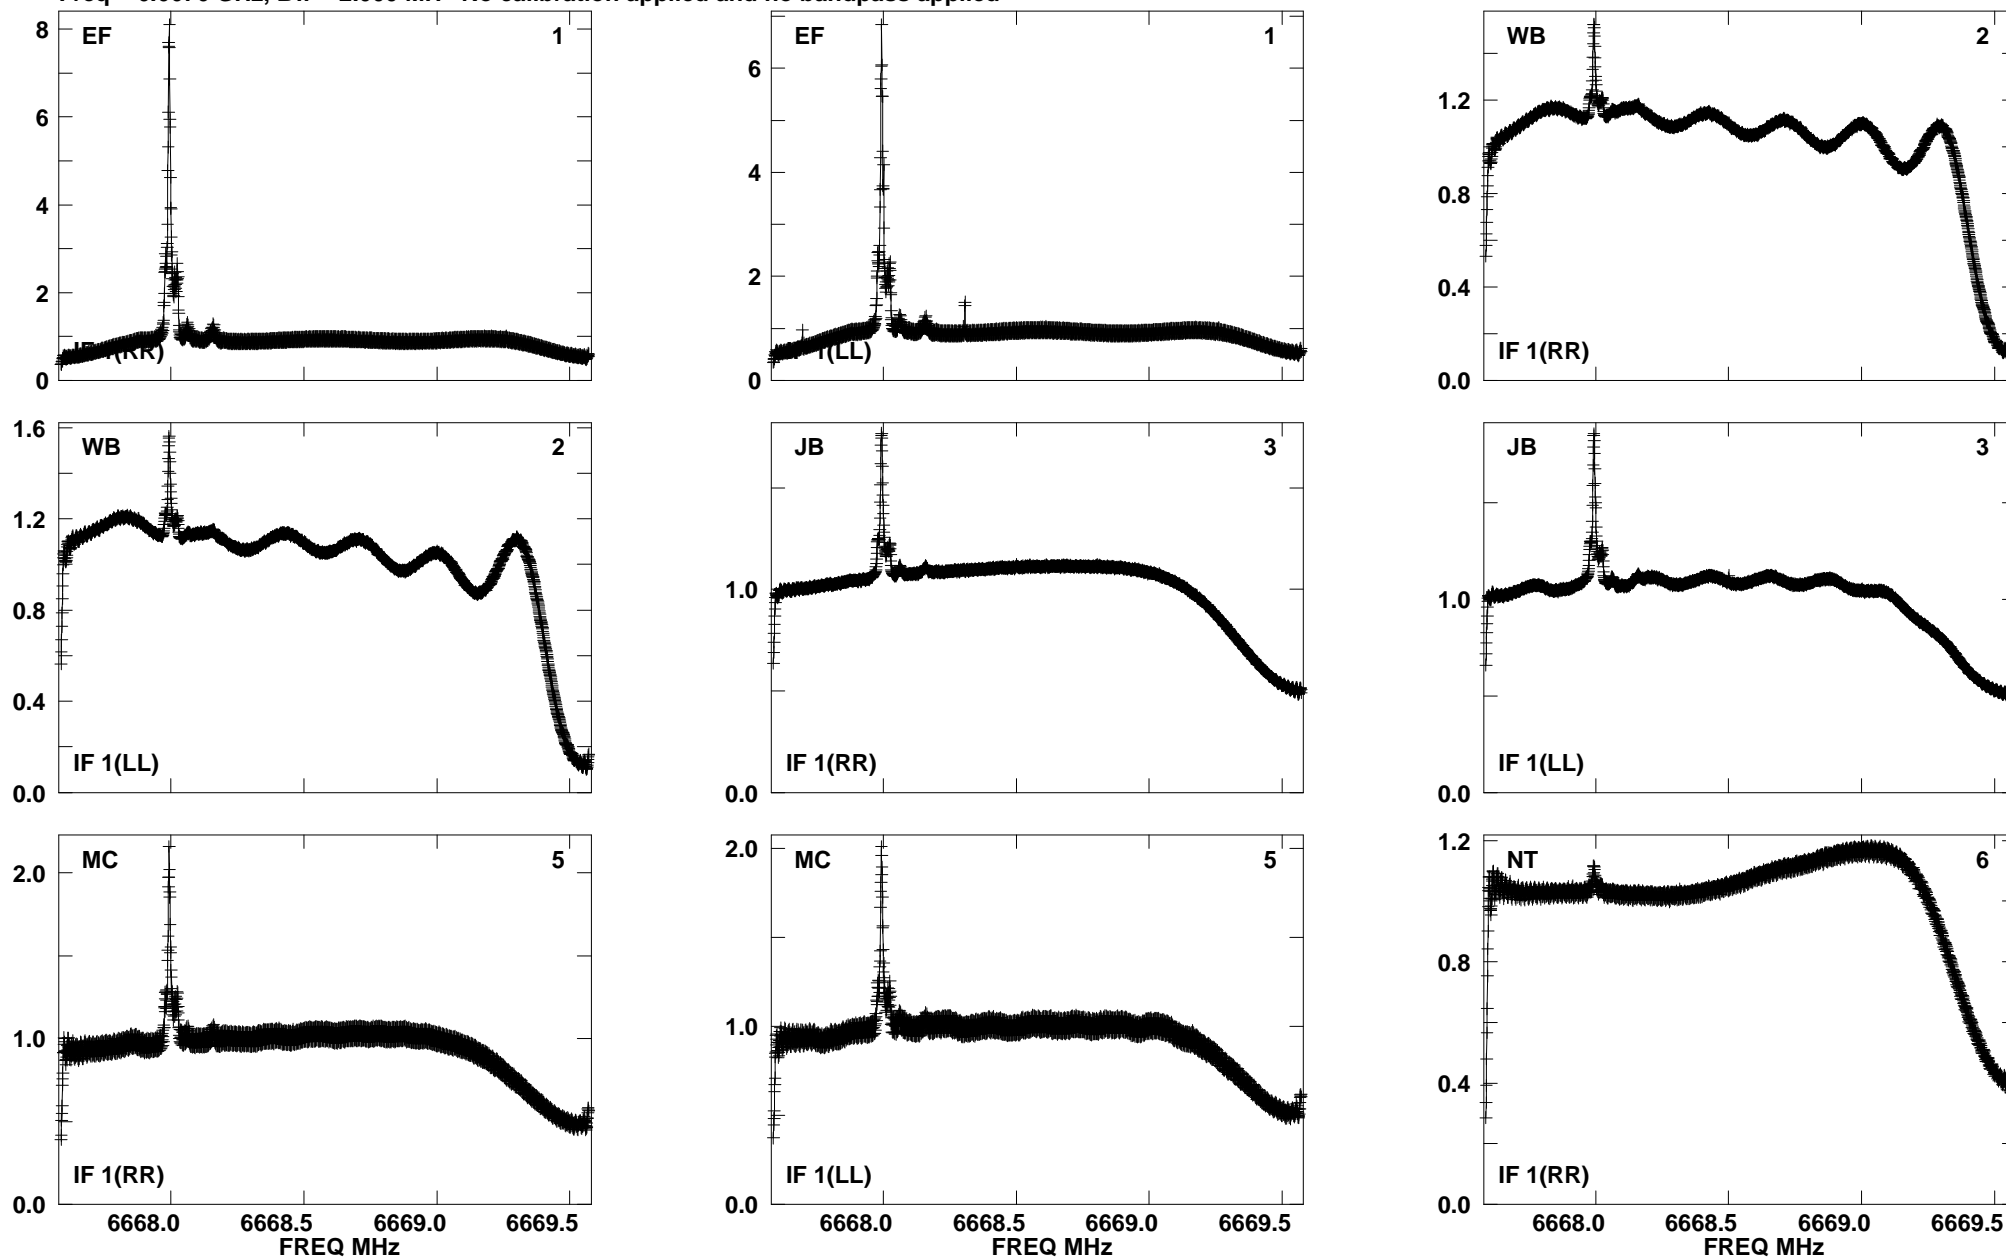 No calibration applied and no bandpass applied
EF 1
8
6
4
2
0
IF 1(RR)
EF 1
6
4
2
0
1(LL)
WB 2
1.2
0.8
0.4
0.0
IF 1(RR)
WB 2
1.6
1.2
0.8
0.4
0.0
IF 1(LL)
JB 3
1.0
0.0
IF 1(RR)
JB 3
1.0
0.0
IF 1(LL)
MC 5
2.0
1.0
0.0
IF 1(RR)
6668.0 6668.5 6669.0 6669.5
FREQ MHz
MC 5
2.0
1.0
0.0
IF 1(LL)
6668.0 6668.5 6669.0 6669.5
FREQ MHz
NT 6
1.2
0.8
0.4
0.0
IF 1(RR)
6668.0 6668.5 6669.0 6669.5
FREQ MHz